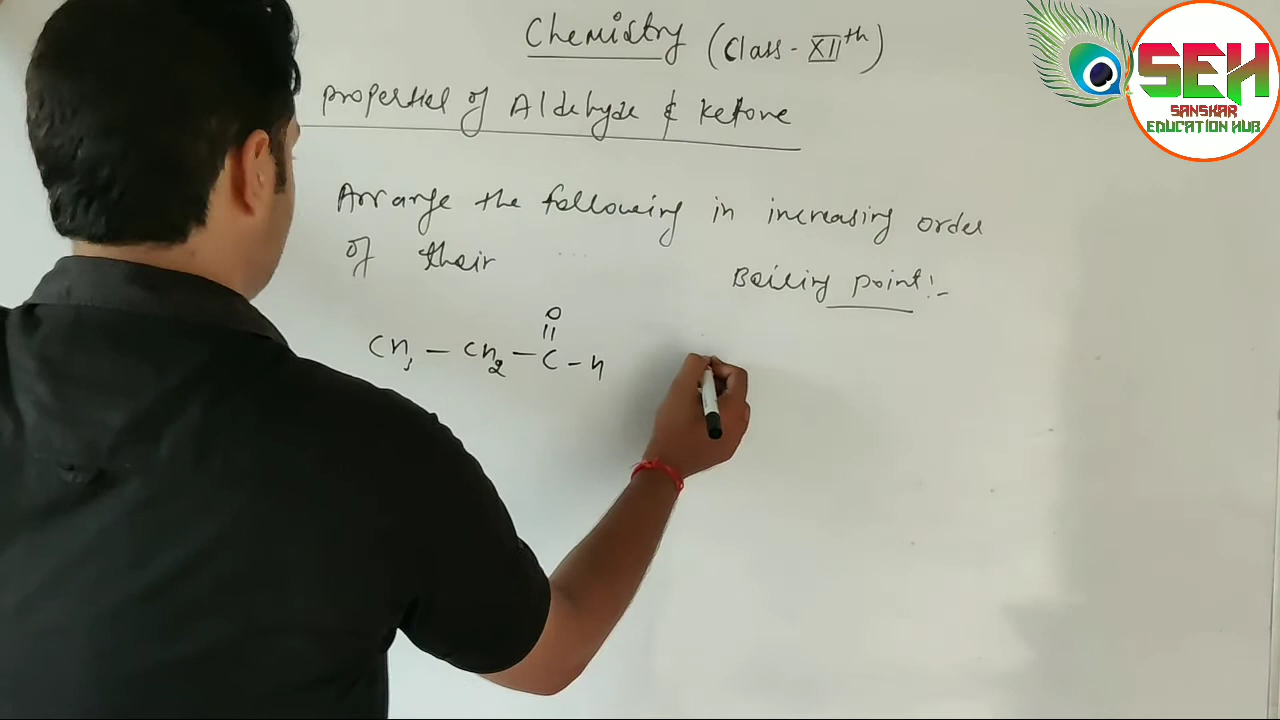 Chemistry (Class - XIIth)
properties of Aldehyde & Ketone
Arrange the following in increasing order
of their
Boiling point:-
O
||
CH3 - CH2 - C - H
SEH
SANSKAR
EDUCATION HUB